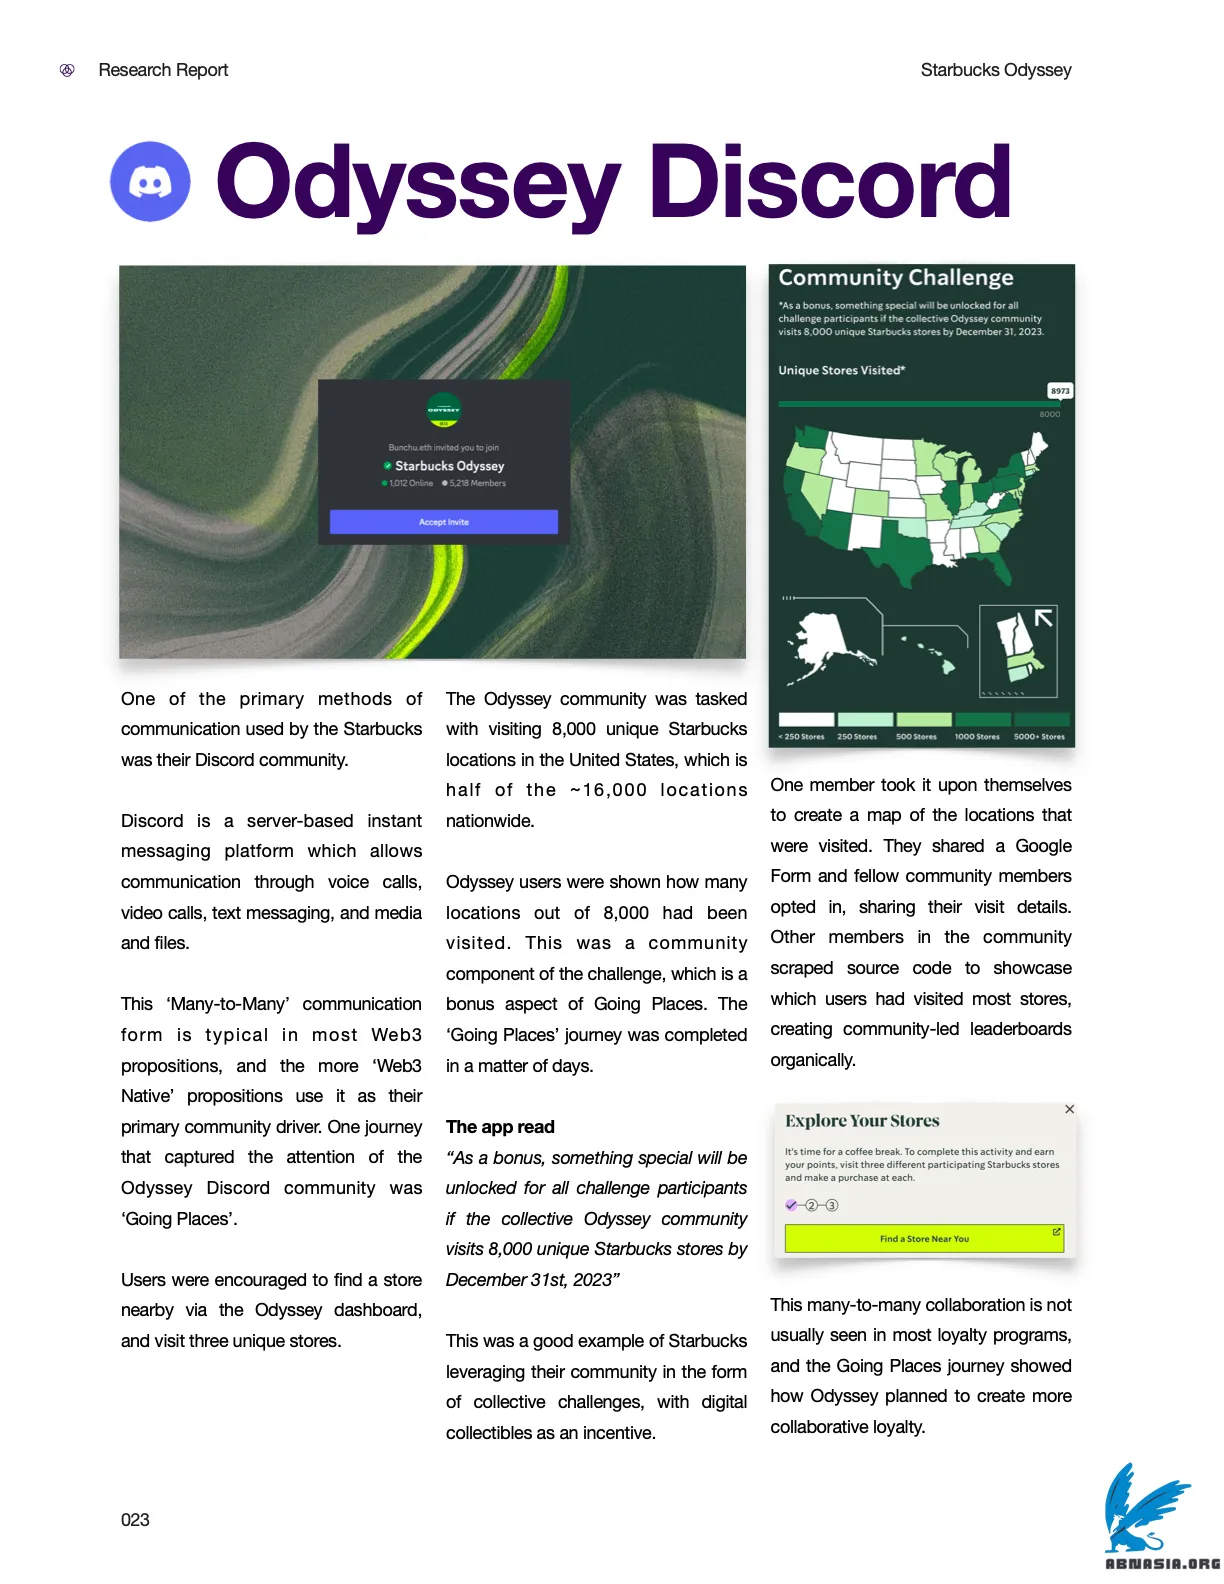 Research Report
Starbucks Odyssey
Odyssey Discord
ODYSSEY
Bunchu.eth invited you to join
Starbucks Odyssey
1,012 Online
5,218 Members
Accept Invite
Community Challenge
*As a bonus, something special will be unlocked for all
challenge participants if the collective Odyssey community
visits 8,000 unique Starbucks stores by December 31, 2023.
Unique Stores Visited*
8973
8000
< 250 Stores
250 Stores
500 Stores
1000 Stores
5000+ Stores
One of the primary methods of
communication used by the Starbucks
was their Discord community.
Discord is a server-based instant
messaging platform which allows
communication through voice calls,
video calls, text messaging, and media
and files.
This ‘Many-to-Many’ communication
form is typical in most Web3
propositions, and the more ‘Web3
Native’ propositions use it as their
primary community driver. One journey
that captured the attention of the
Odyssey Discord community was
‘Going Places’.
Users were encouraged to find a store
nearby via the Odyssey dashboard,
and visit three unique stores.
The Odyssey community was tasked
with visiting 8,000 unique Starbucks
locations in the United States, which is
half of the ~16,000 locations
nationwide.
Odyssey users were shown how many
locations out of 8,000 had been
visited. This was a community
component of the challenge, which is a
bonus aspect of Going Places. The
‘Going Places’ journey was completed
in a matter of days.
The app read
“As a bonus, something special will be
unlocked for all challenge participants
if the collective Odyssey community
visits 8,000 unique Starbucks stores by
December 31st, 2023”
This was a good example of Starbucks
leveraging their community in the form
of collective challenges, with digital
collectibles as an incentive.
One member took it upon themselves
to create a map of the locations that
were visited. They shared a Google
Form and fellow community members
opted in, sharing their visit details.
Other members in the community
scraped source code to showcase
which users had visited most stores,
creating community-led leaderboards
organically.
Explore Your Stores
It's time for a coffee break. To complete this activity and earn
your points, visit three different participating Starbucks stores
and make a purchase at each.
2
3
Find a Store Near You
This many-to-many collaboration is not
usually seen in most loyalty programs,
and the Going Places journey showed
how Odyssey planned to create more
collaborative loyalty.
023
ABNASIA.ORG